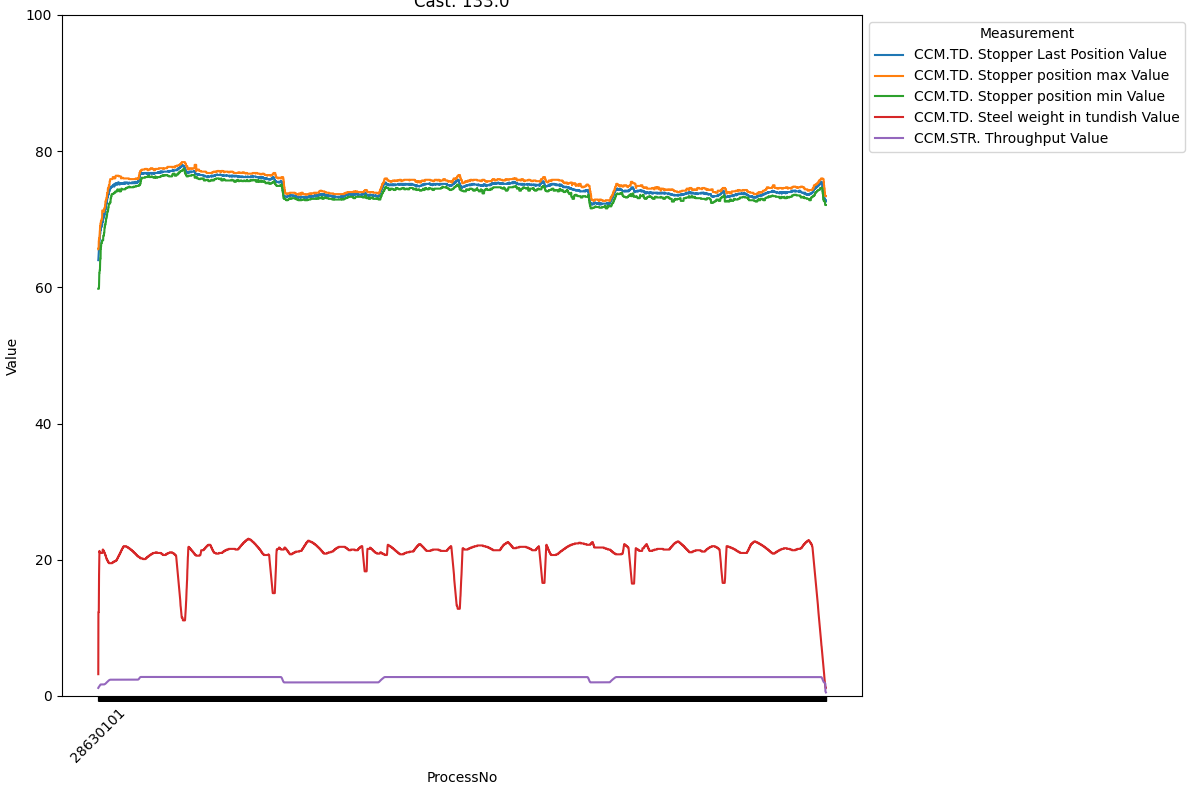 Cast: 133.0
100
80
60
40
20
0
Value
28630101
ProcessNo
Measurement
CCM.TD. Stopper Last Position Value
CCM.TD. Stopper position max Value
CCM.TD. Stopper position min Value
CCM.TD. Steel weight in tundish Value
CCM.STR. Throughput Value